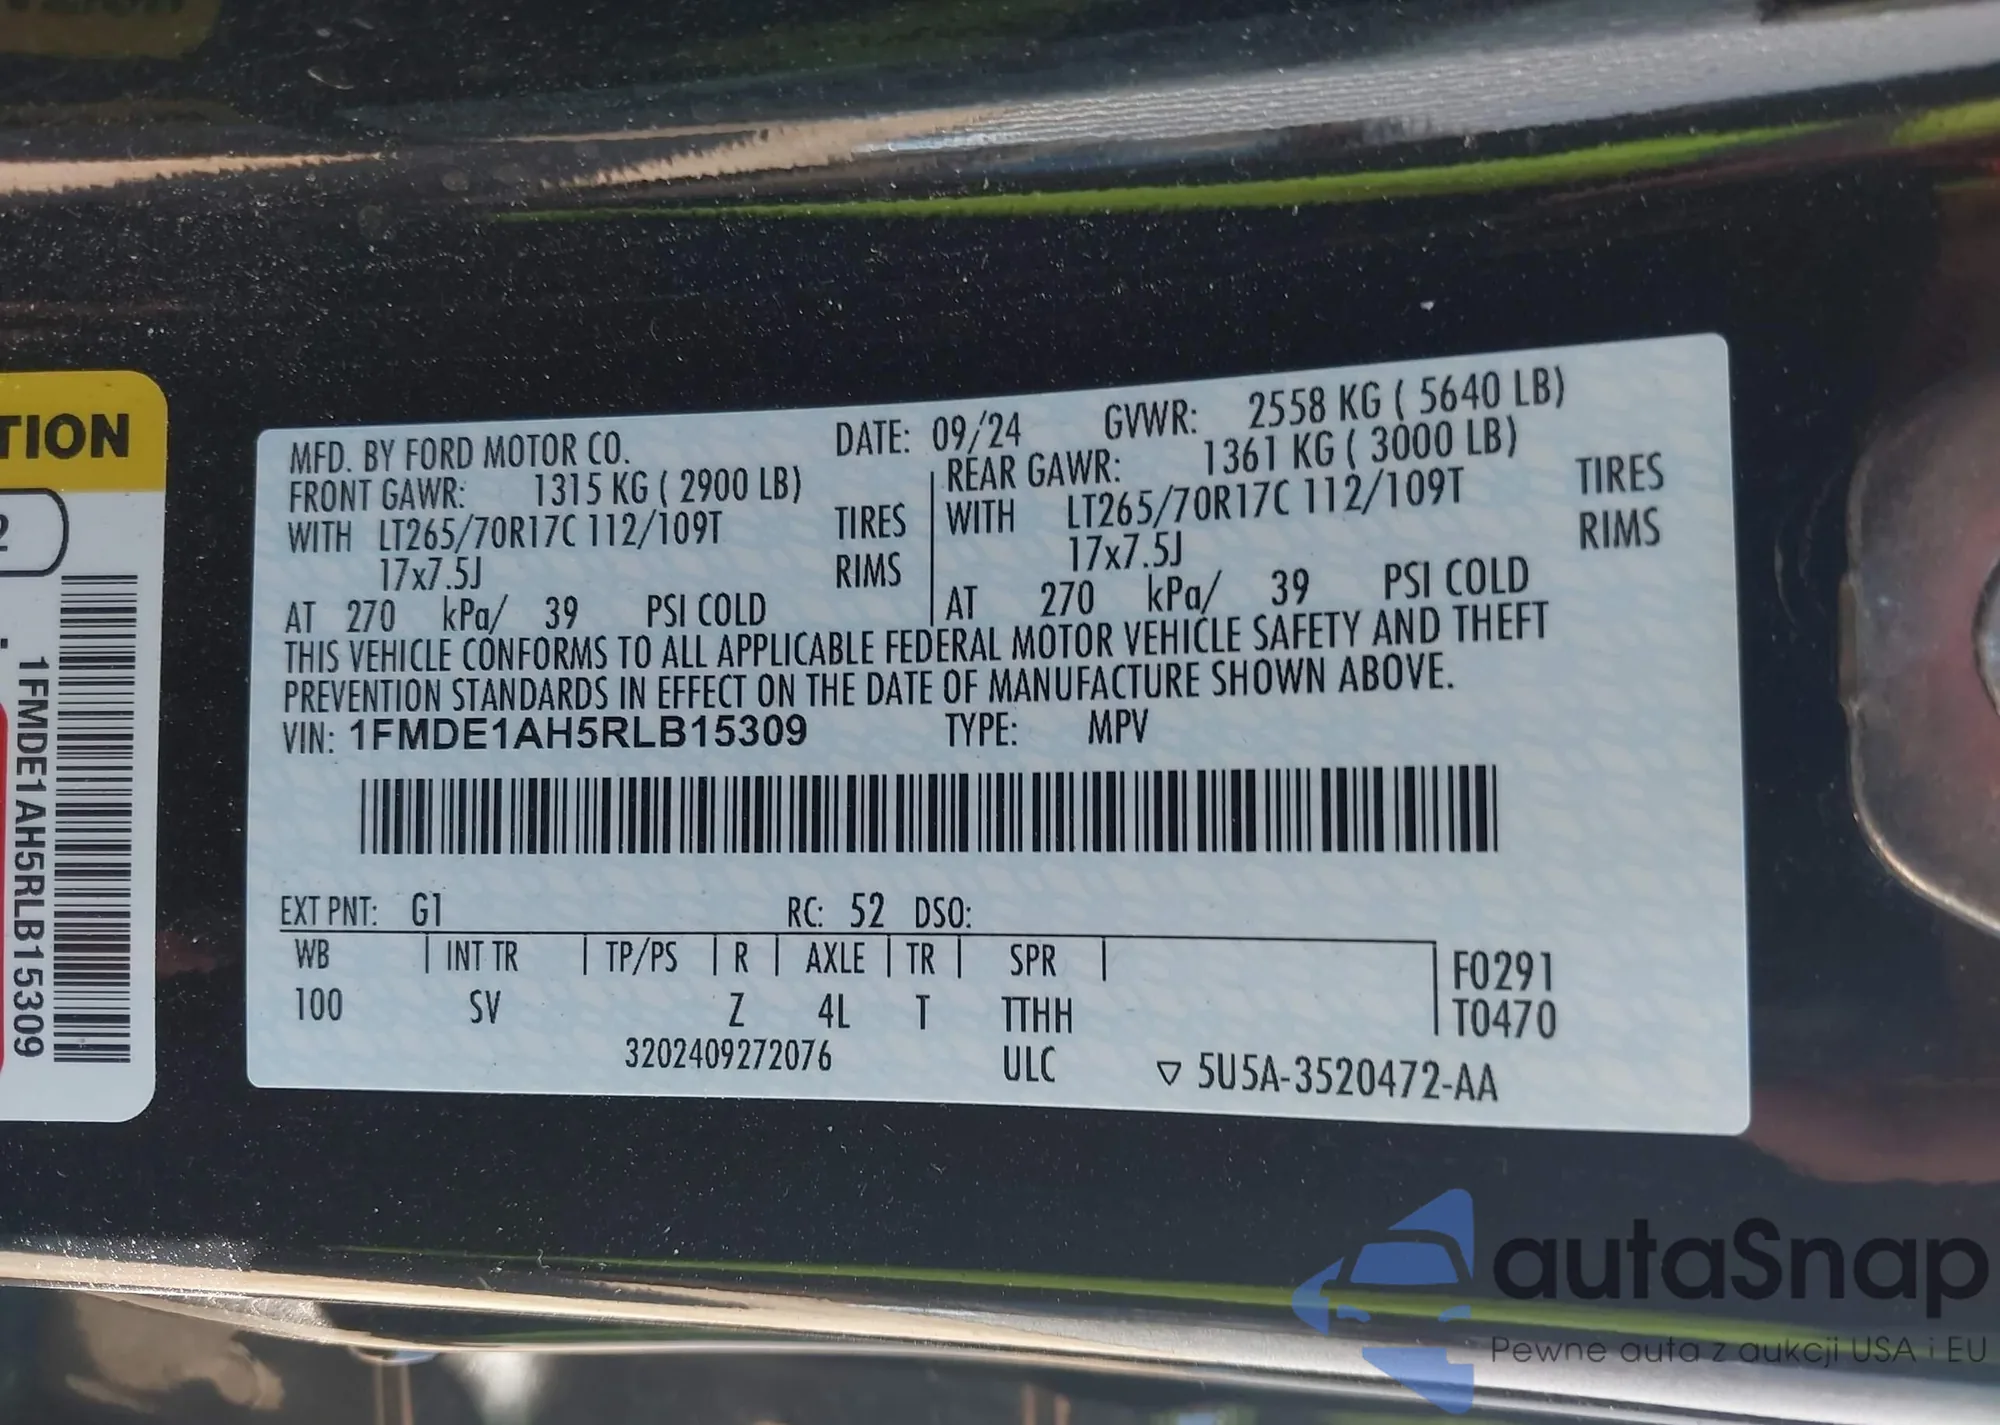 TION
2
1FMDE1AH5RLB15309
MFD. BY FORD MOTOR CO. DATE: 09/24 GVWR: 2558 KG ( 5640 LB)
FRONT GAWR: 1315 KG ( 2900 LB) REAR GAWR: 1361 KG ( 3000 LB)
WITH LT265/70R17C 112/109T TIRES WITH LT265/70R17C 112/109T TIRES
17x7.5J RIMS 17x7.5J RIMS
AT 270 kPa/ 39 PSI COLD AT 270 kPa/ 39 PSI COLD
THIS VEHICLE CONFORMS TO ALL APPLICABLE FEDERAL MOTOR VEHICLE SAFETY AND THEFT
PREVENTION STANDARDS IN EFFECT ON THE DATE OF MANUFACTURE SHOWN ABOVE.
VIN: 1FMDE1AH5RLB15309 TYPE: MPV
EXT PNT: G1 RC: 52 DSO:
WB INT TR TP/PS R AXLE TR SPR F0291
100 SV Z 4L T TTHH T0470
3202409272076 ULC ▽ 5U5A-3520472-AA
autaSnap
Pewne auta z aukcji USA i EU